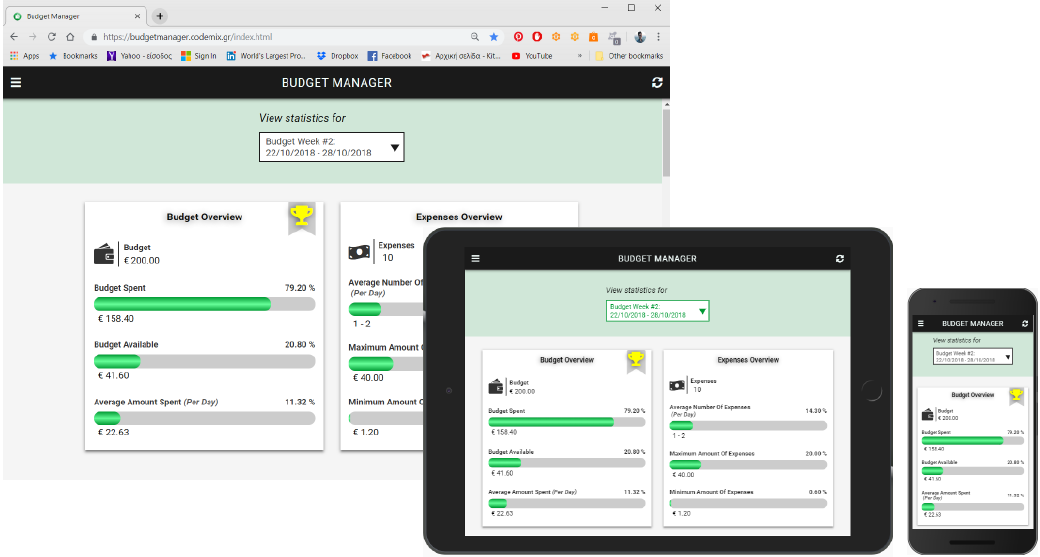 Budget Manager
https://budgetmanager.codemix.gr/index.html
Apps
Bookmarks
Yahoo - είσοδος
Sign In
World's Largest Pro...
Dropbox
Facebook
Αρχική σελίδα - Kit...
YouTube
»
Other bookmarks
BUDGET MANAGER
View statistics for
Budget Week #2:
22/10/2018 - 28/10/2018
Budget Overview
Budget
€ 200.00
Budget Spent 79.20 %
€ 158.40
Budget Available 20.80 %
€ 41.60
Average Amount Spent (Per Day) 11.32 %
€ 22.63
Expenses Overview
Expenses
10
Average Number Of
(Per Day)
1 - 2
Maximum Amount O
€ 40.00
Minimum Amount O
€ 1.20
BUDGET MANAGER
View statistics for
Budget Week #2:
22/10/2018 - 28/10/2018
Budget Overview
Budget
€ 200.00
Budget Spent 79.20 %
€ 158.40
Budget Available 20.80 %
€ 41.60
Average Amount Spent (Per Day) 11.32 %
€ 22.63
Expenses Overview
Expenses
10
Average Number Of Expenses 14.30 %
(Per Day)
1 - 2
Maximum Amount Of Expenses 20.00 %
€ 40.00
Minimum Amount Of Expenses 0.60 %
€ 1.20
BUDGET MANAGER
View statistics for
Budget Week #2:
22/10/2018 - 28/10/2018
Budget Overview
Budget
€ 200.00
Budget Spent 79.20 %
€ 158.40
Budget Available 20.80 %
€ 41.60
Average Amount Spent 11.32 %
(Per Day)
€ 22.63